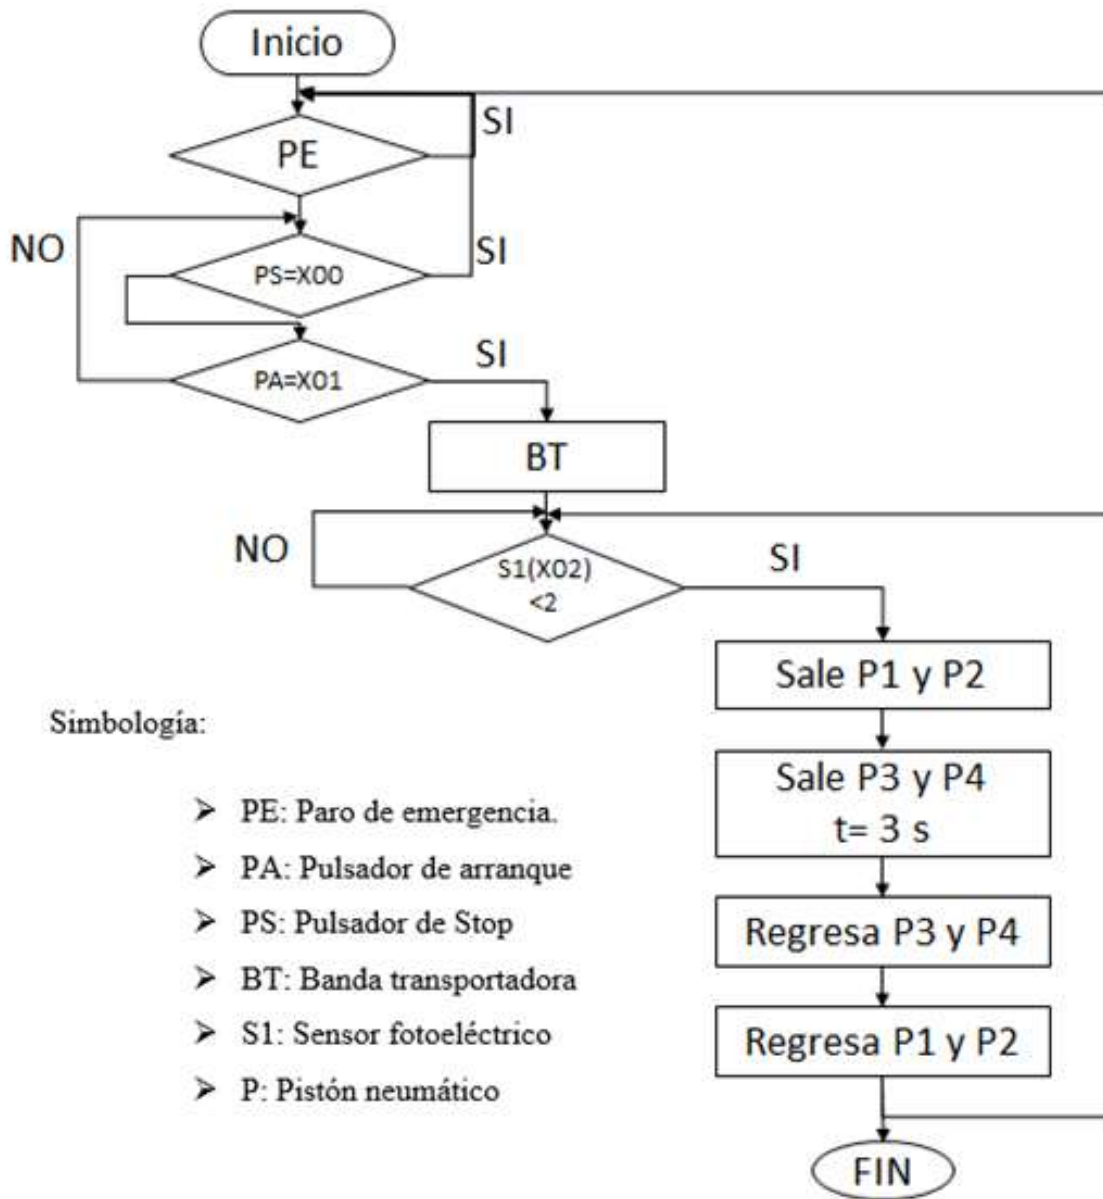 Inicio
SI
PE
NO
SI
PS=X00
SI
PA=X01
BT
NO
SI
S1(X02)
<2
Sale P1 y P2
Simbología:
Sale P3 y P4
t= 3 s
➢ PE: Paro de emergencia.
➢ PA: Pulsador de arranque
➢ PS: Pulsador de Stop
➢ BT: Banda transportadora
➢ S1: Sensor fotoeléctrico
➢ P: Pistón neumático
Regresa P3 y P4
Regresa P1 y P2
FIN